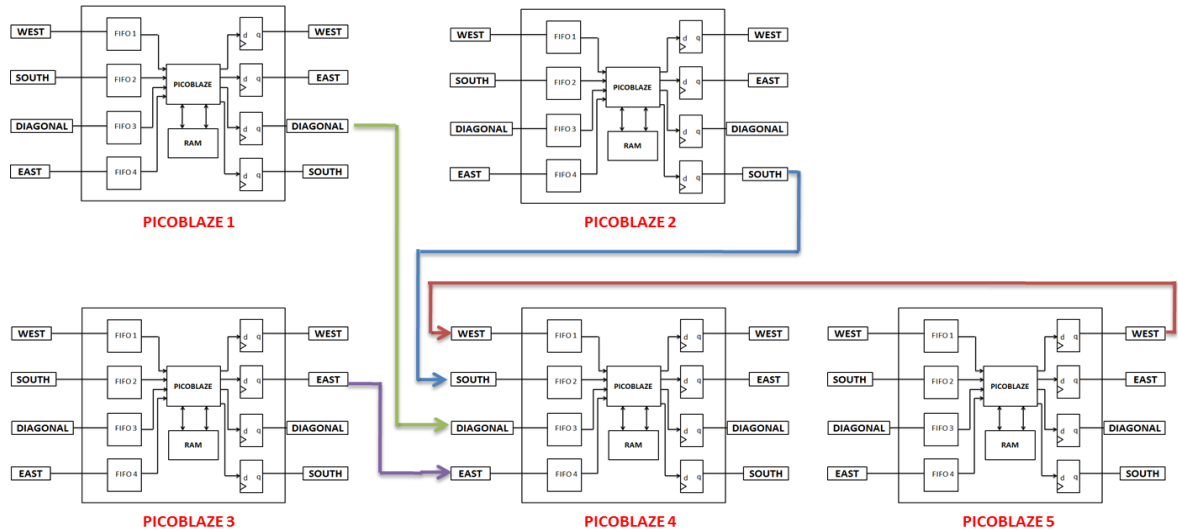 WEST FIFO 1 d q WEST
SOUTH FIFO 2 PICOBLAZE d q EAST
DIAGONAL FIFO 3 RAM d q DIAGONAL
EAST FIFO 4 d q SOUTH
PICOBLAZE 1
WEST FIFO 1 d q WEST
SOUTH FIFO 2 PICOBLAZE d q EAST
DIAGONAL FIFO 3 RAM d q DIAGONAL
EAST FIFO 4 d q SOUTH
PICOBLAZE 2
WEST FIFO 1 d q WEST
SOUTH FIFO 2 PICOBLAZE d q EAST
DIAGONAL FIFO 3 RAM d q DIAGONAL
EAST FIFO 4 d q SOUTH
PICOBLAZE 3
WEST FIFO 1 d q WEST
SOUTH FIFO 2 PICOBLAZE d q EAST
DIAGONAL FIFO 3 RAM d q DIAGONAL
EAST FIFO 4 d q SOUTH
PICOBLAZE 4
WEST FIFO 1 d q WEST
SOUTH FIFO 2 PICOBLAZE d q EAST
DIAGONAL FIFO 3 RAM d q DIAGONAL
EAST FIFO 4 d q SOUTH
PICOBLAZE 5